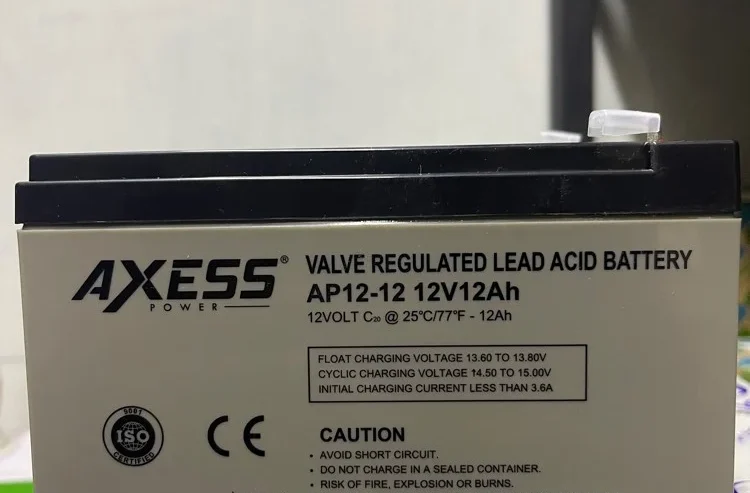 AXESS®
POWER
VALVE REGULATED LEAD ACID BATTERY
AP12-12 12V12Ah
12VOLT C₂₀ @ 25°C/77°F - 12Ah
FLOAT CHARGING VOLTAGE 13.60 TO 13.80V
CYCLIC CHARGING VOLTAGE 14.50 TO 15.00V
INITIAL CHARGING CURRENT LESS THAN 3.6A
9001
ISO
CERTIFIED
CE
CAUTION
• AVOID SHORT CIRCUIT.
• DO NOT CHARGE IN A SEALED CONTAINER.
• RISK OF FIRE, EXPLOSION OR BURNS.